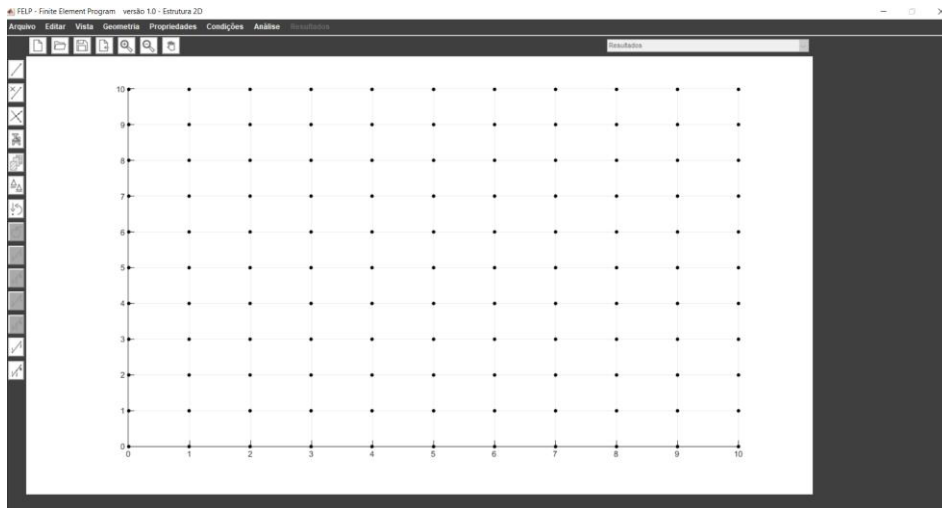 FELP - Finite Element Program versão 1.0 - Estrutura 2D
Arquivo Editar Vista Geometria Propriedades Condições Análise Resultados
Resultados
10
9
8
7
6
5
4
3
2
1
0
0 1 2 3 4 5 6 7 8 9 10